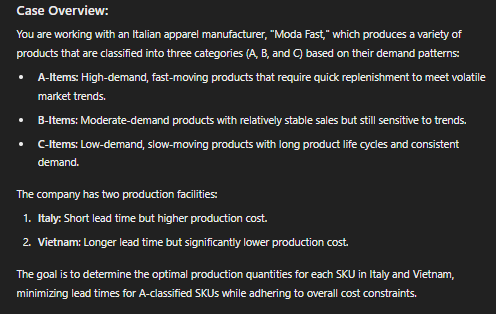 Case Overview:
You are working with an Italian apparel manufacturer, "Moda Fast," which produces a variety of
products that are classified into three categories (A, B, and C) based on their demand patterns:
• A-Items: High-demand, fast-moving products that require quick replenishment to meet volatile
market trends.
• B-Items: Moderate-demand products with relatively stable sales but still sensitive to trends.
• C-Items: Low-demand, slow-moving products with long product life cycles and consistent
demand.
The company has two production facilities:
1. Italy: Short lead time but higher production cost.
2. Vietnam: Longer lead time but significantly lower production cost.
The goal is to determine the optimal production quantities for each SKU in Italy and Vietnam,
minimizing lead times for A-classified SKUs while adhering to overall cost constraints.